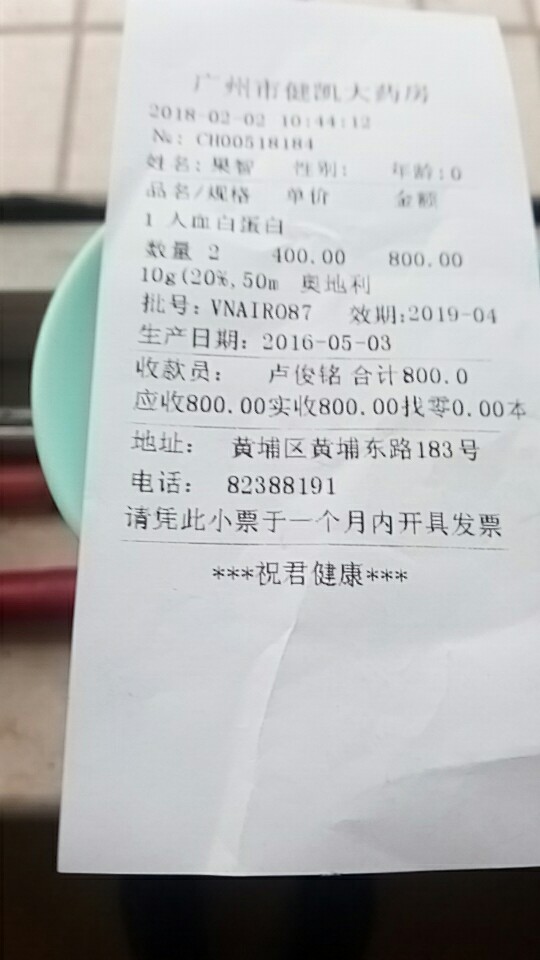 广州市健凯大药房
2018-02-02 10:44:12
№: CH00518184
姓名:果智 性别: 年龄:0
品名/规格 单价 金额
1 人血白蛋白
数量 2 400.00 800.00
10g(20%,50m 奥地利
批号: VNAIR087 效期:2019-04
生产日期: 2016-05-03
收款员: 卢俊铭 合计800.0
应收800.00实收800.00找零0.00本
地址: 黄埔区黄埔东路183号
电话: 82388191
请凭此小票于一个月内开具发票
***祝君健康***